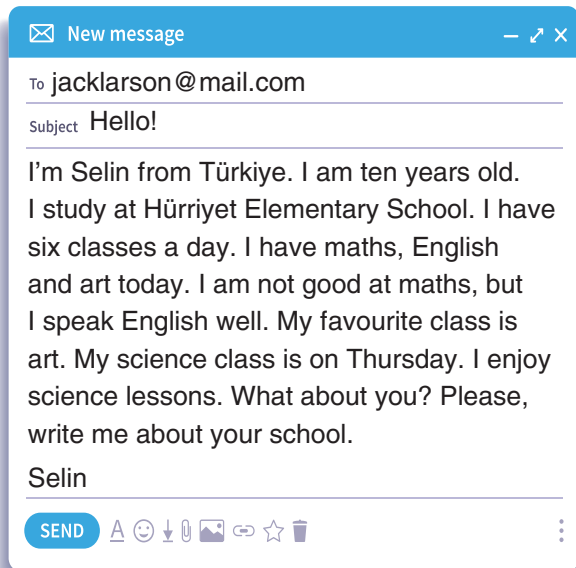 New message
To jacklarson@mail.com
Subject Hello!
I’m Selin from Türkiye. I am ten years old.
I study at Hürriyet Elementary School. I have
six classes a day. I have maths, English
and art today. I am not good at maths, but
I speak English well. My favourite class is
art. My science class is on Thursday. I enjoy
science lessons. What about you? Please,
write me about your school.
Selin
SEND A